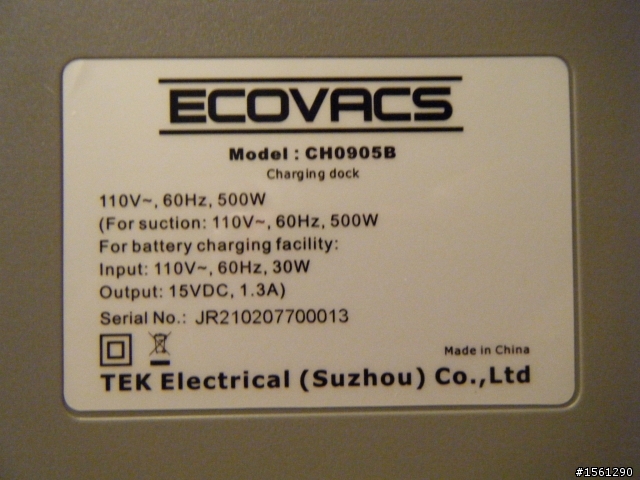 ECOVACS
Model : CH0905B
Charging dock
110V~, 60Hz, 500W
(For suction: 110V~, 60Hz, 500W
For battery charging facility:
Input: 110V~, 60Hz, 30W
Output: 15VDC, 1.3A)
Serial No.: JR210207700013
Made in China
TEK Electrical (Suzhou) Co.,Ltd
#1561290